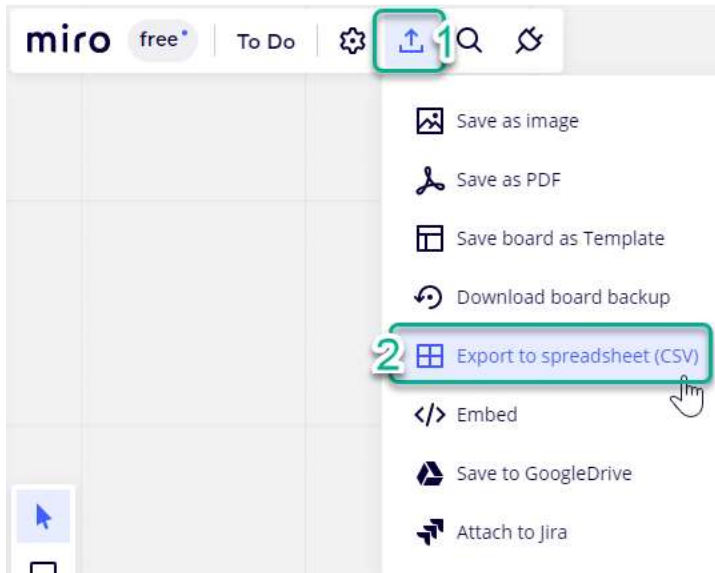 miro free To Do 1
Save as image
Save as PDF
Save board as Template
Download board backup
2 Export to spreadsheet (CSV)
Embed
Save to GoogleDrive
Attach to Jira